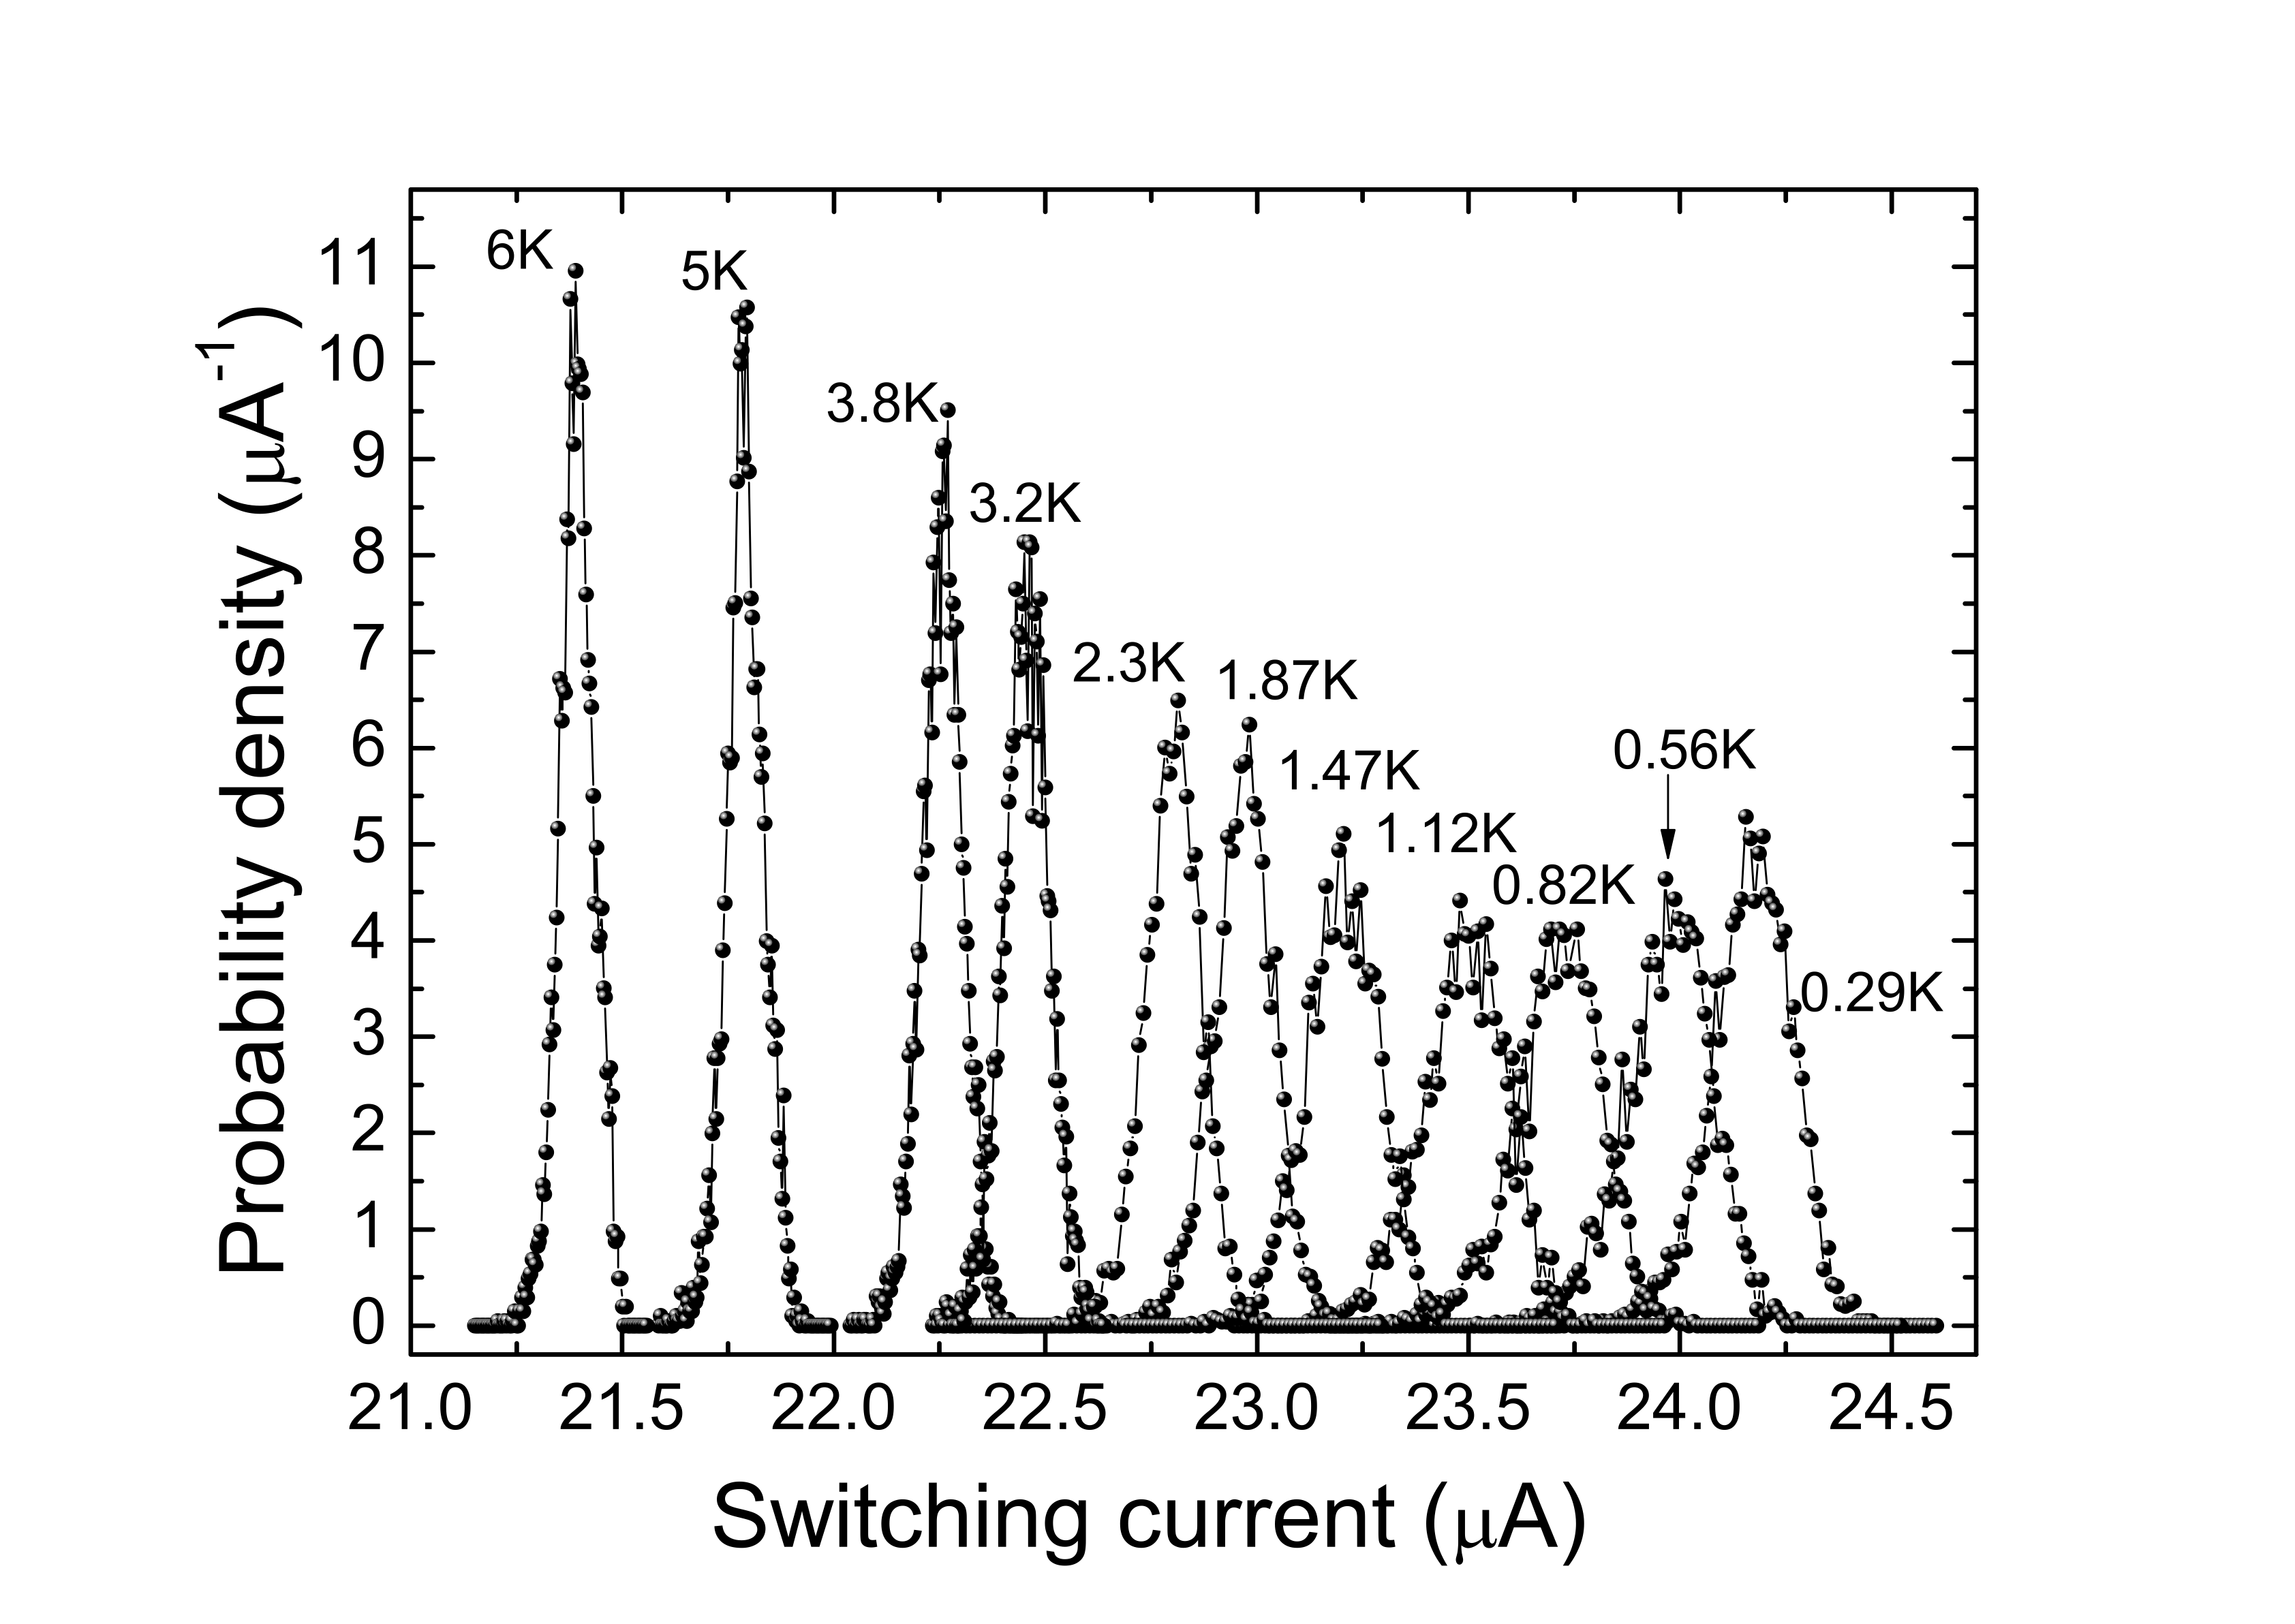 6K
5K
3.8K
3.2K
2.3K
1.87K
1.47K
1.12K
0.82K
0.56K
0.29K
11
10
9
8
7
6
5
4
3
2
1
0
Probability density (μA⁻¹)
21.0 21.5 22.0 22.5 23.0 23.5 24.0 24.5
Switching current (μA)